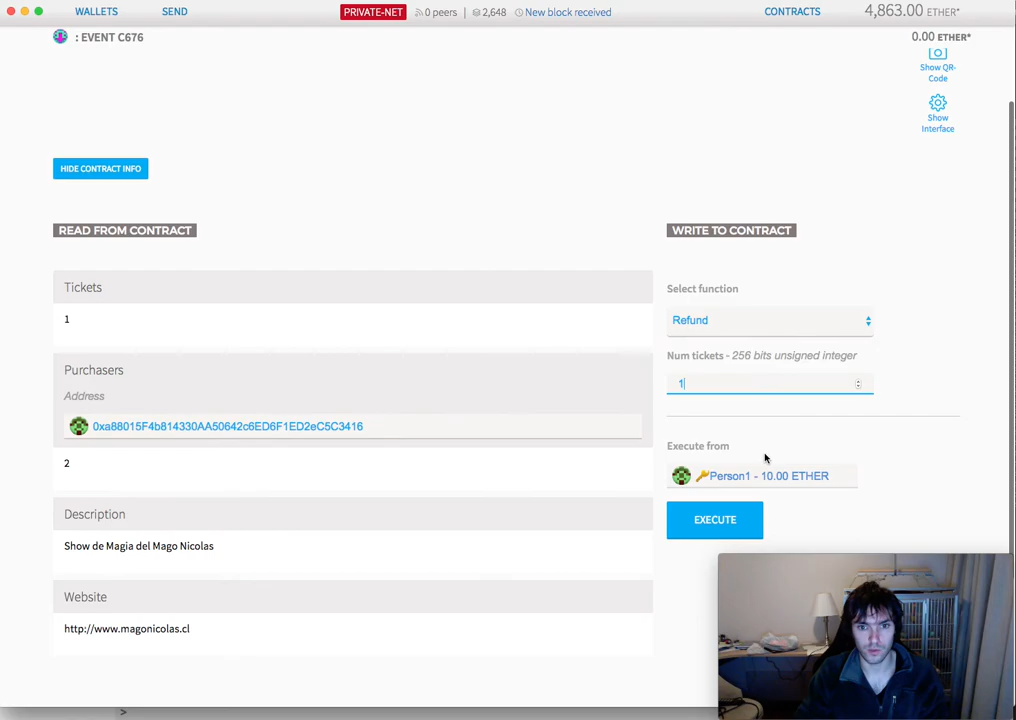 WALLETS SEND PRIVATE-NET 0 peers | 2,648 New block received CONTRACTS 4,863.00 ETHER*
: EVENT C676 0.00 ETHER*
Show QR-
Code
Show
Interface
HIDE CONTRACT INFO
READ FROM CONTRACT
Tickets
1
Purchasers
Address
0xa88015F4b814330AA50642c6ED6F1ED2eC5C3416
2
Description
Show de Magia del Mago Nicolas
Website
http://www.magonicolas.cl
WRITE TO CONTRACT
Select function
Refund
Num tickets - 256 bits unsigned integer
1
Execute from
Person1 - 10.00 ETHER
EXECUTE
>